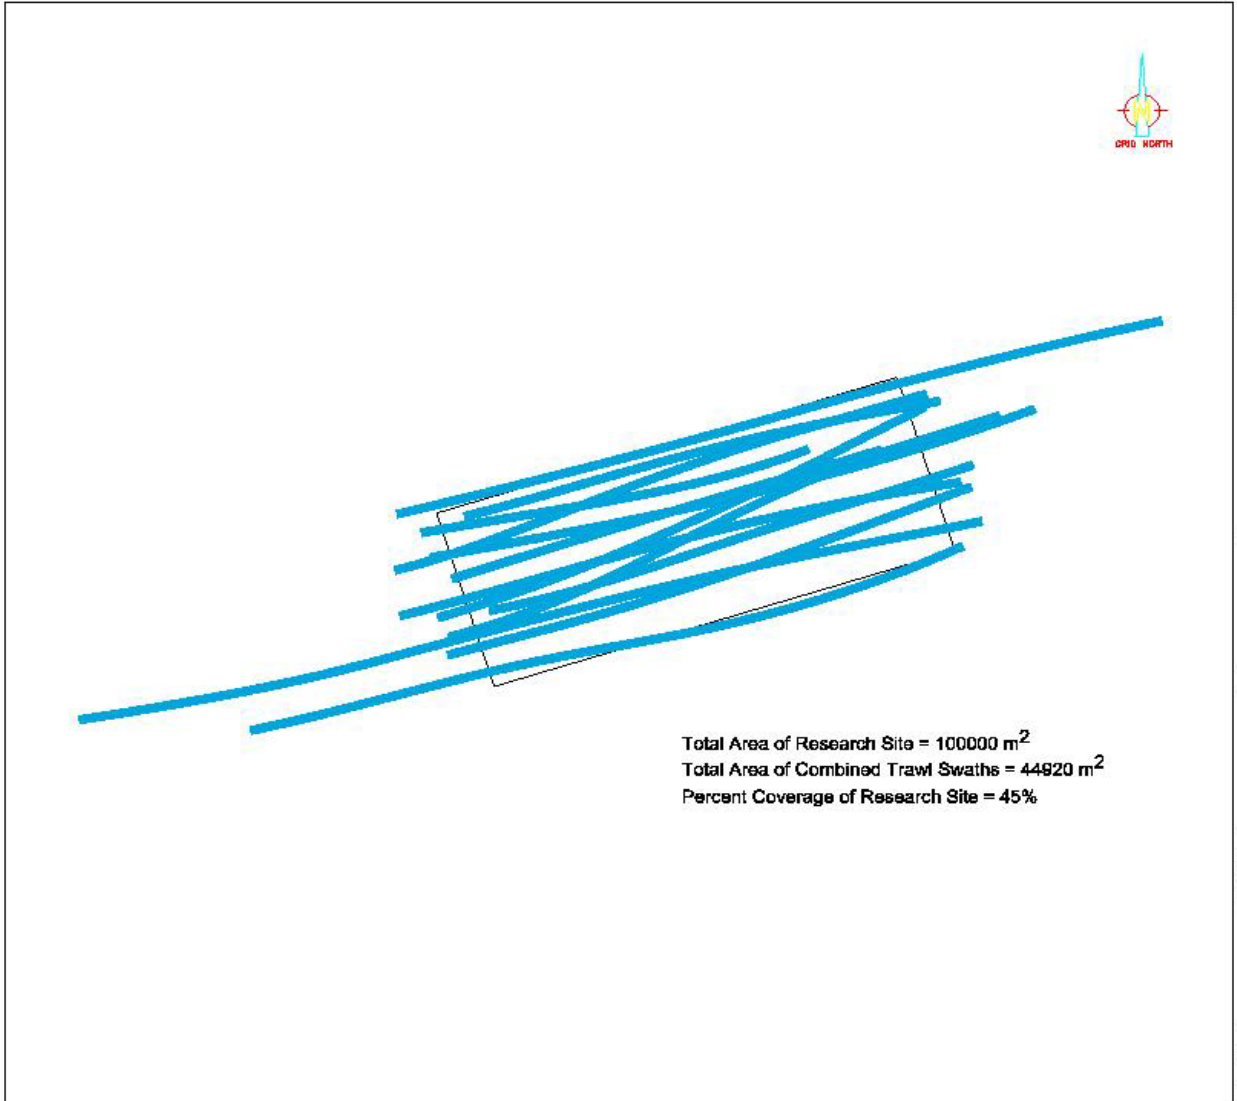 GRID NORTH
Total Area of Research Site = 100000 m²
Total Area of Combined Trawl Swaths = 44920 m²
Percent Coverage of Research Site = 45%